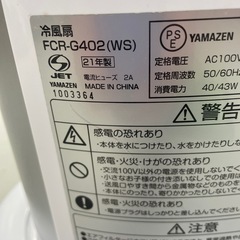 冷風扇
FCR-G402(WS)
21年製
JET
電流ヒューズ 2A
YAMAZEN MADE IN CHINA
1003364
PSE
YAMAZEN
定格電圧 AC100V
定格周波数 50/60H
消費電力 40/43W
警告
感電の恐れあり
・本体を水につけたり、水をかけたりしない
感電・火災・けがの恐れあり
・交流100V以外の電源を使用しない
感電・火災の恐れあり